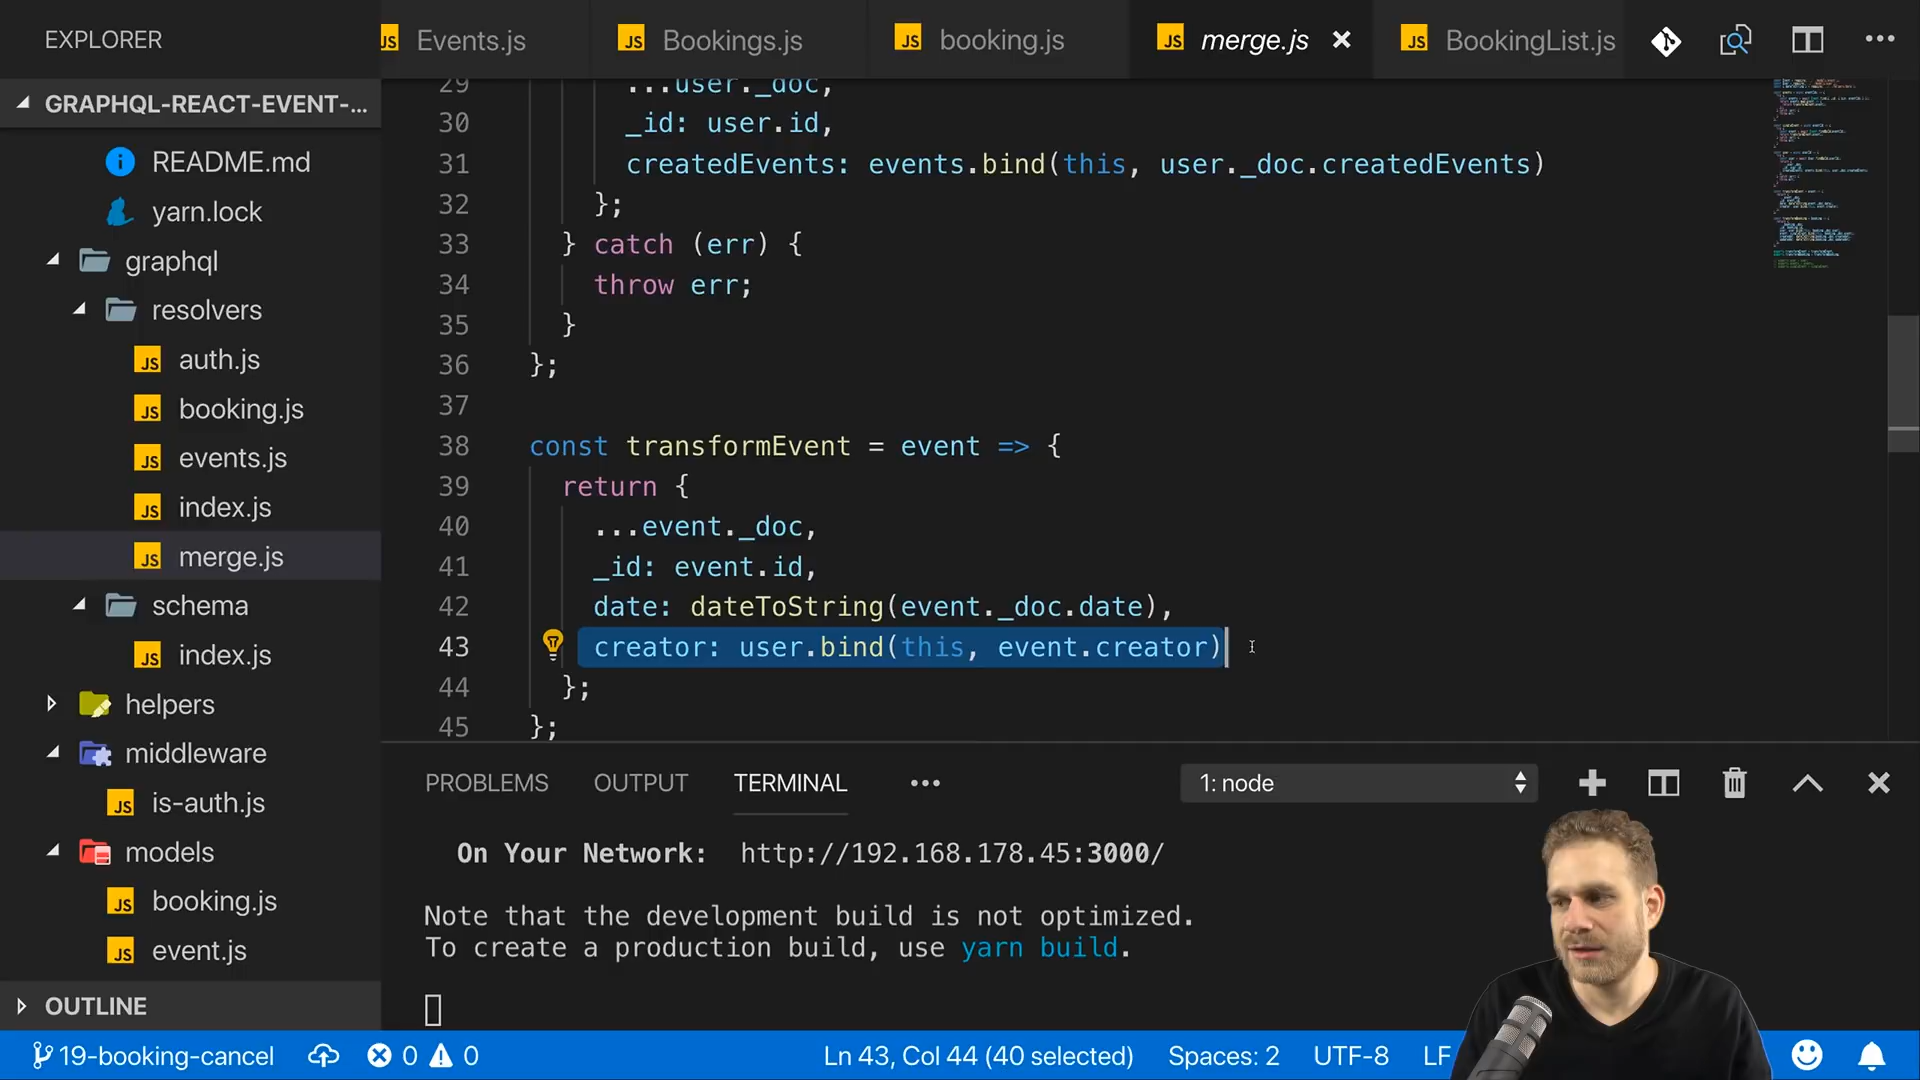 EXPLORER
Events.js
Bookings.js
booking.js
merge.js
BookingList.js
GRAPHQL-REACT-EVENT-...
README.md
yarn.lock
graphql
resolvers
auth.js
booking.js
events.js
index.js
merge.js
schema
index.js
helpers
middleware
is-auth.js
models
booking.js
event.js
OUTLINE
29 ...user._doc,
30 _id: user.id,
31 createdEvents: events.bind(this, user._doc.createdEvents)
32 };
33 } catch (err) {
34 throw err;
35 }
36 };
37
38 const transformEvent = event => {
39 return {
40 ...event._doc,
41 _id: event.id,
42 date: dateToString(event._doc.date),
43 creator: user.bind(this, event.creator)
44 };
45 };
PROBLEMS OUTPUT TERMINAL ... 1: node
On Your Network: http://192.168.178.45:3000/
Note that the development build is not optimized.
To create a production build, use yarn build.
19-booking-cancel 0 0 Ln 43, Col 44 (40 selected) Spaces: 2 UTF-8 LF